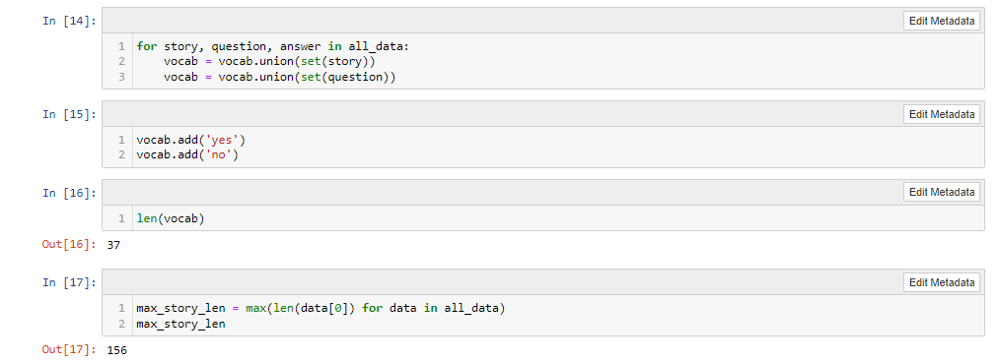 In [14]:
Edit Metadata
1 for story, question, answer in all_data:
2     vocab = vocab.union(set(story))
3     vocab = vocab.union(set(question))
In [15]:
Edit Metadata
1 vocab.add('yes')
2 vocab.add('no')
In [16]:
Edit Metadata
1 len(vocab)
Out[16]: 37
In [17]:
Edit Metadata
1 max_story_len = max(len(data[0]) for data in all_data)
2 max_story_len
Out[17]: 156